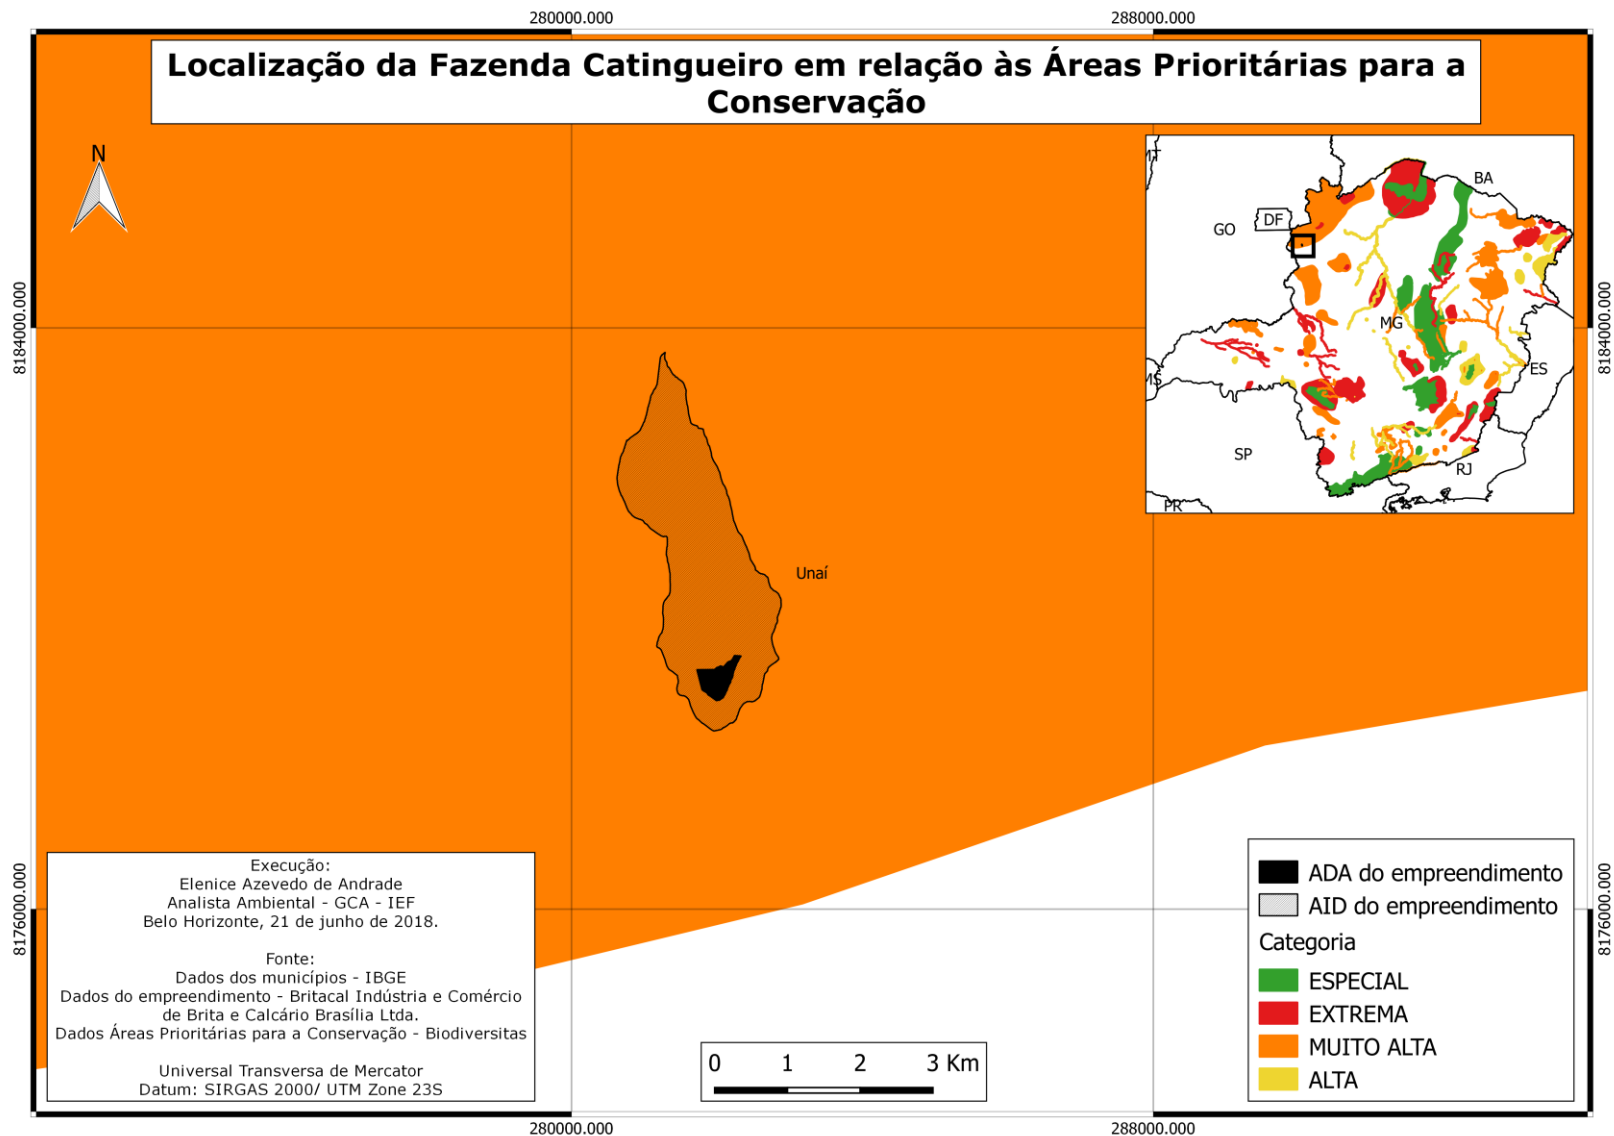 280000.000
288000.000
Localização da Fazenda Catingueiro em relação às Áreas Prioritárias para a
Conservação
N
MT
BA
DF
GO
MG
MS
ES
SP
RJ
PR
8184000.000
8184000.000
Unaí
Execução:
Elenice Azevedo de Andrade
Analista Ambiental - GCA - IEF
Belo Horizonte, 21 de junho de 2018.
Fonte:
Dados dos municípios - IBGE
Dados do empreendimento - Britacal Indústria e Comércio
de Brita e Calcário Brasília Ltda.
Dados Áreas Prioritárias para a Conservação - Biodiversitas
Universal Transversa de Mercator
Datum: SIRGAS 2000/ UTM Zone 23S
0 1 2 3 Km
ADA do empreendimento
AID do empreendimento
Categoria
ESPECIAL
EXTREMA
MUITO ALTA
ALTA
8176000.000
8176000.000
280000.000
288000.000